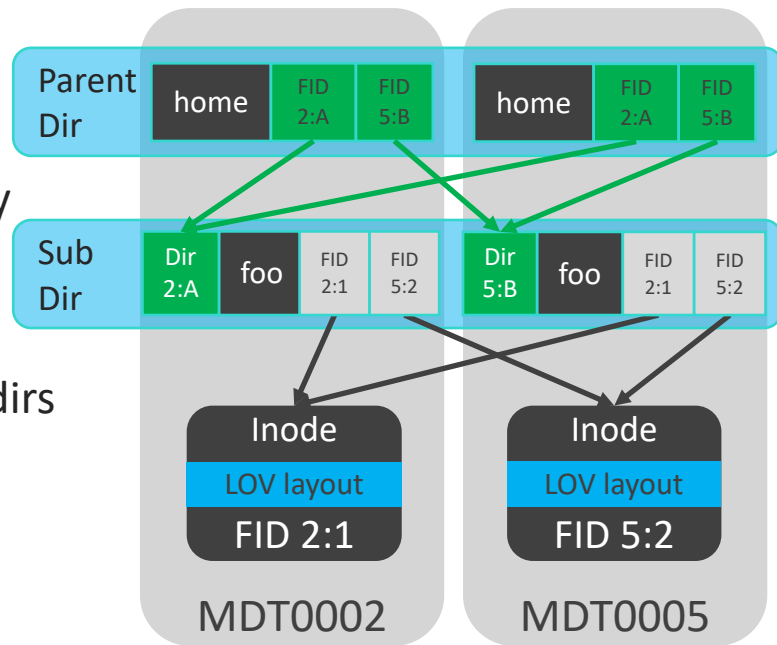 Parent
Dir
home
FID
2:A
FID
5:B
home
FID
2:A
FID
5:B
y
Sub
Dir
Dir
2:A
foo
FID
2:1
FID
5:2
Dir
5:B
foo
FID
2:1
FID
5:2
dirs
Inode
LOV layout
FID 2:1
Inode
LOV layout
FID 5:2
MDT0002
MDT0005